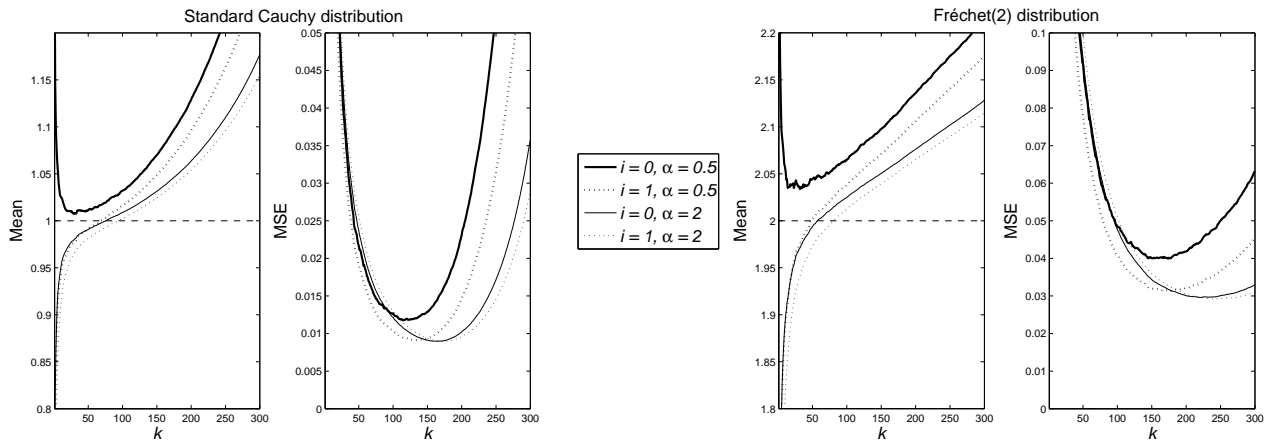 Standard Cauchy distribution
Mean
1.15
1.1
1.05
1
0.95
0.9
0.85
0.8
50 100 150 200 250 300
k
MSE
0.05
0.045
0.04
0.035
0.03
0.025
0.02
0.015
0.01
0.005
0
50 100 150 200 250 300
k
i = 0, α = 0.5
i = 1, α = 0.5
i = 0, α = 2
i = 1, α = 2
Fréchet(2) distribution
Mean
2.2
2.15
2.1
2.05
2
1.95
1.9
1.85
1.8
50 100 150 200 250 300
k
MSE
0.1
0.09
0.08
0.07
0.06
0.05
0.04
0.03
0.02
0.01
0
50 100 150 200 250 300
k